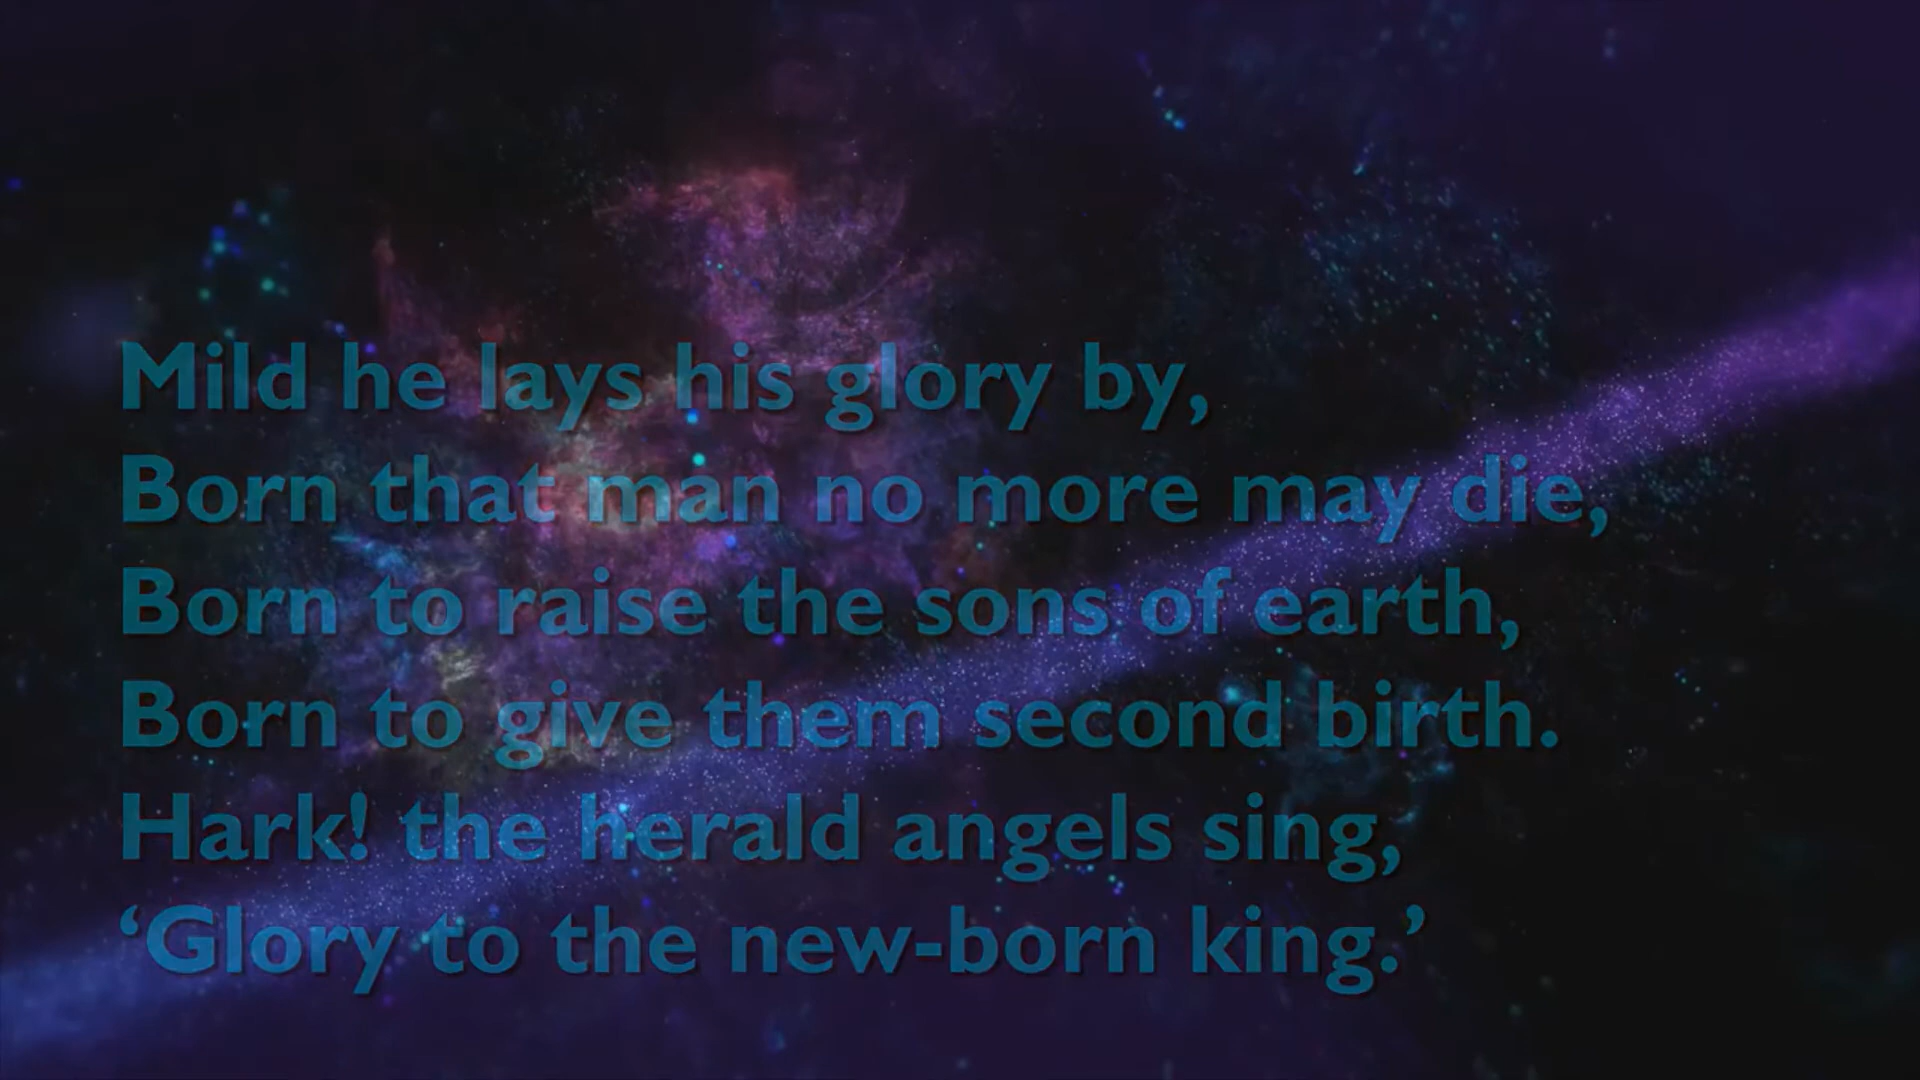 Mild he lays his glory by,
Born that man no more may die,
Born to raise the sons of earth,
Born to give them second birth.
Hark! the herald angels sing,
‘Glory to the new-born king.’